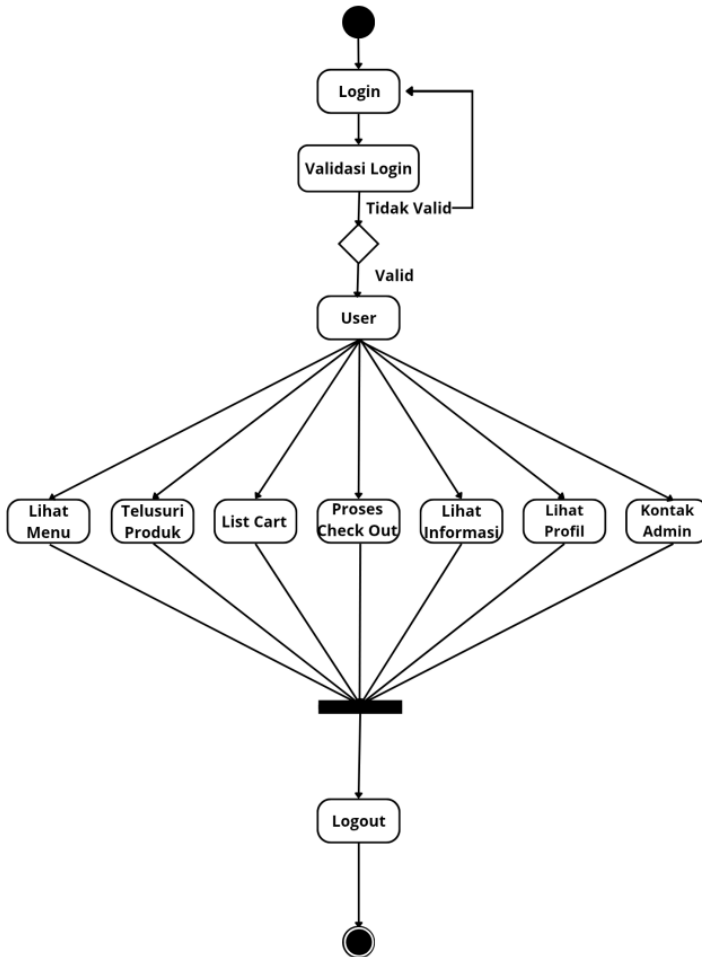 Login
Validasi Login
Tidak Valid
Valid
User
Lihat
Menu
Telusuri
Produk
List Cart
Proses
Check Out
Lihat
Informasi
Lihat
Profil
Kontak
Admin
Logout